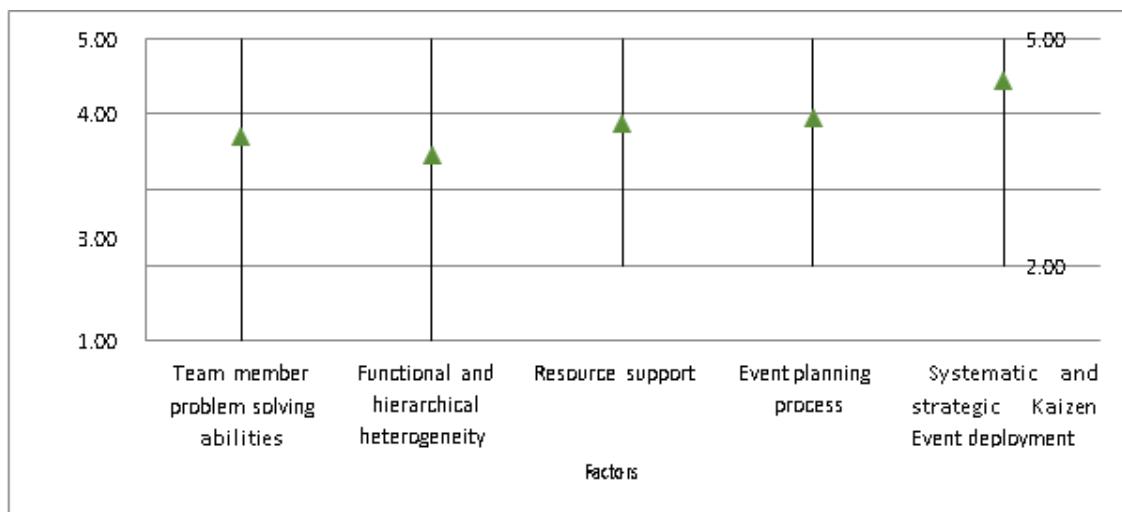 5.00
5.00
4.00
3.00
2.00
1.00
Team member
problem solving
abilities
Functional and
hierarchical
heterogeneity
Resource support
Event planning
process
Systematic and
strategic Kaizen
Event deployment
Factors